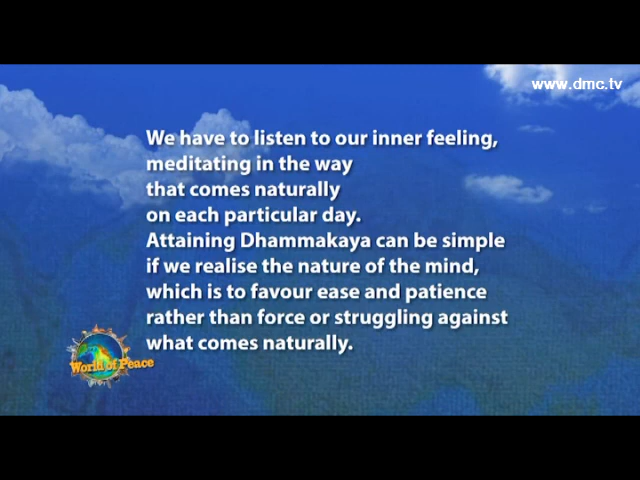 www.dmc.tv
We have to listen to our inner feeling,
meditating in the way
that comes naturally
on each particular day.
Attaining Dhammakaya can be simple
if we realise the nature of the mind,
which is to favour ease and patience
rather than force or struggling against
what comes naturally.
World of Peace